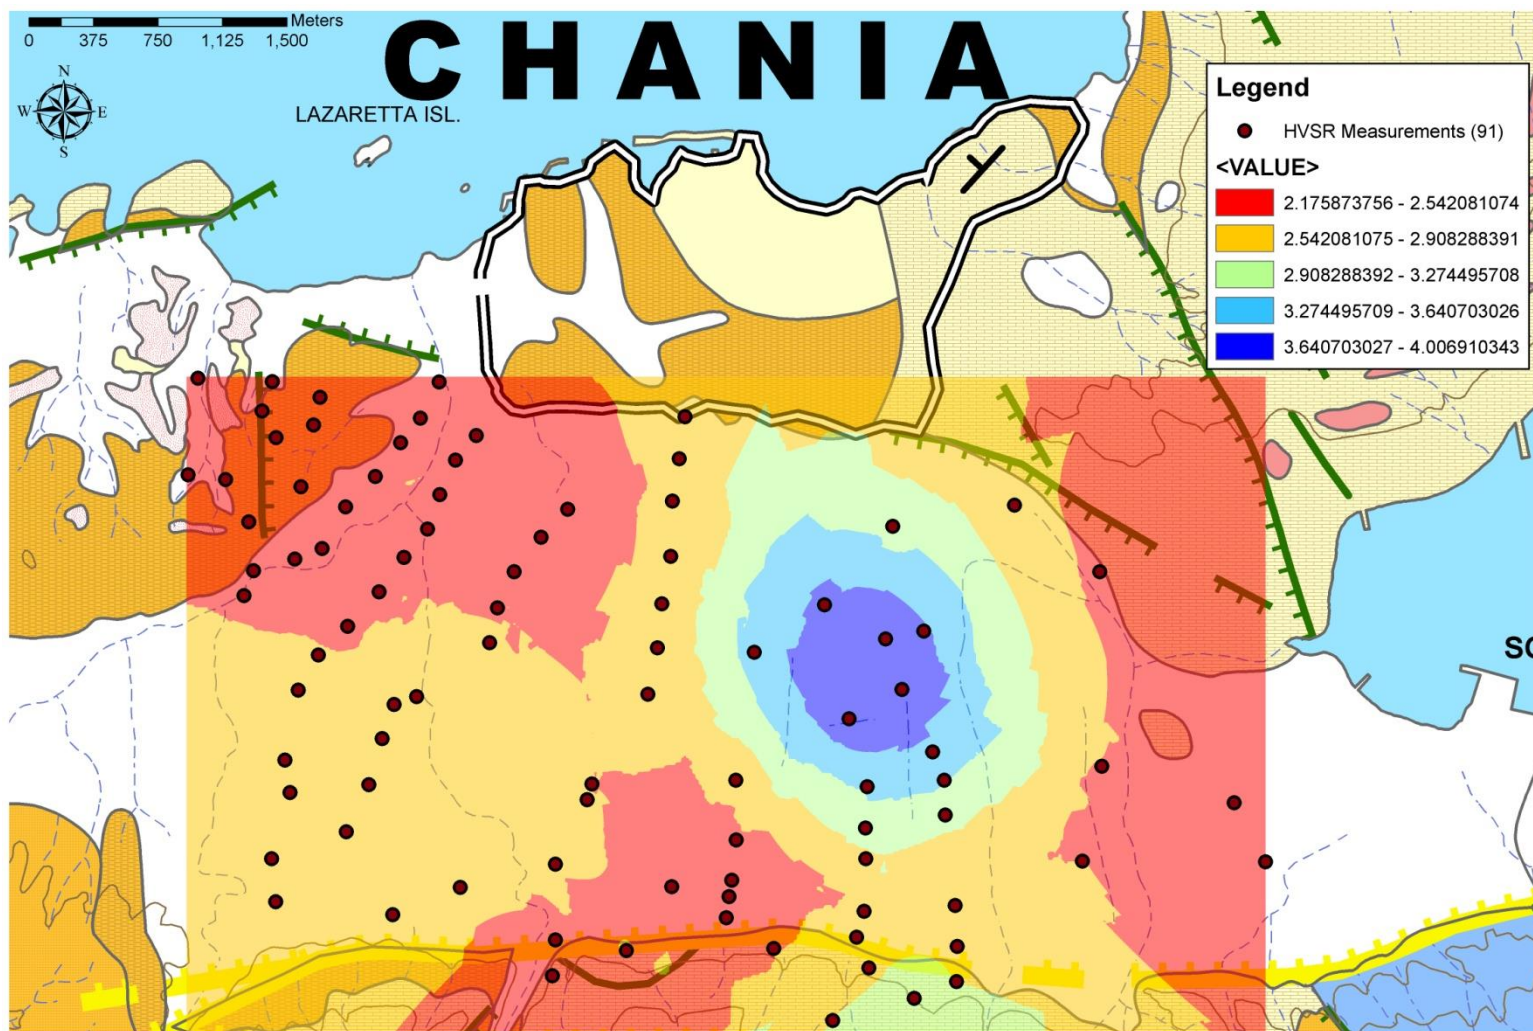 CHANIA
Meters
0 375 750 1,125 1,500
N
W E
S
LAZARETTA ISL.
Legend
HVSR Measurements (91)
<VALUE>
2.175873756 - 2.542081074
2.542081075 - 2.908288391
2.908288392 - 3.274495708
3.274495709 - 3.640703026
3.640703027 - 4.006910343